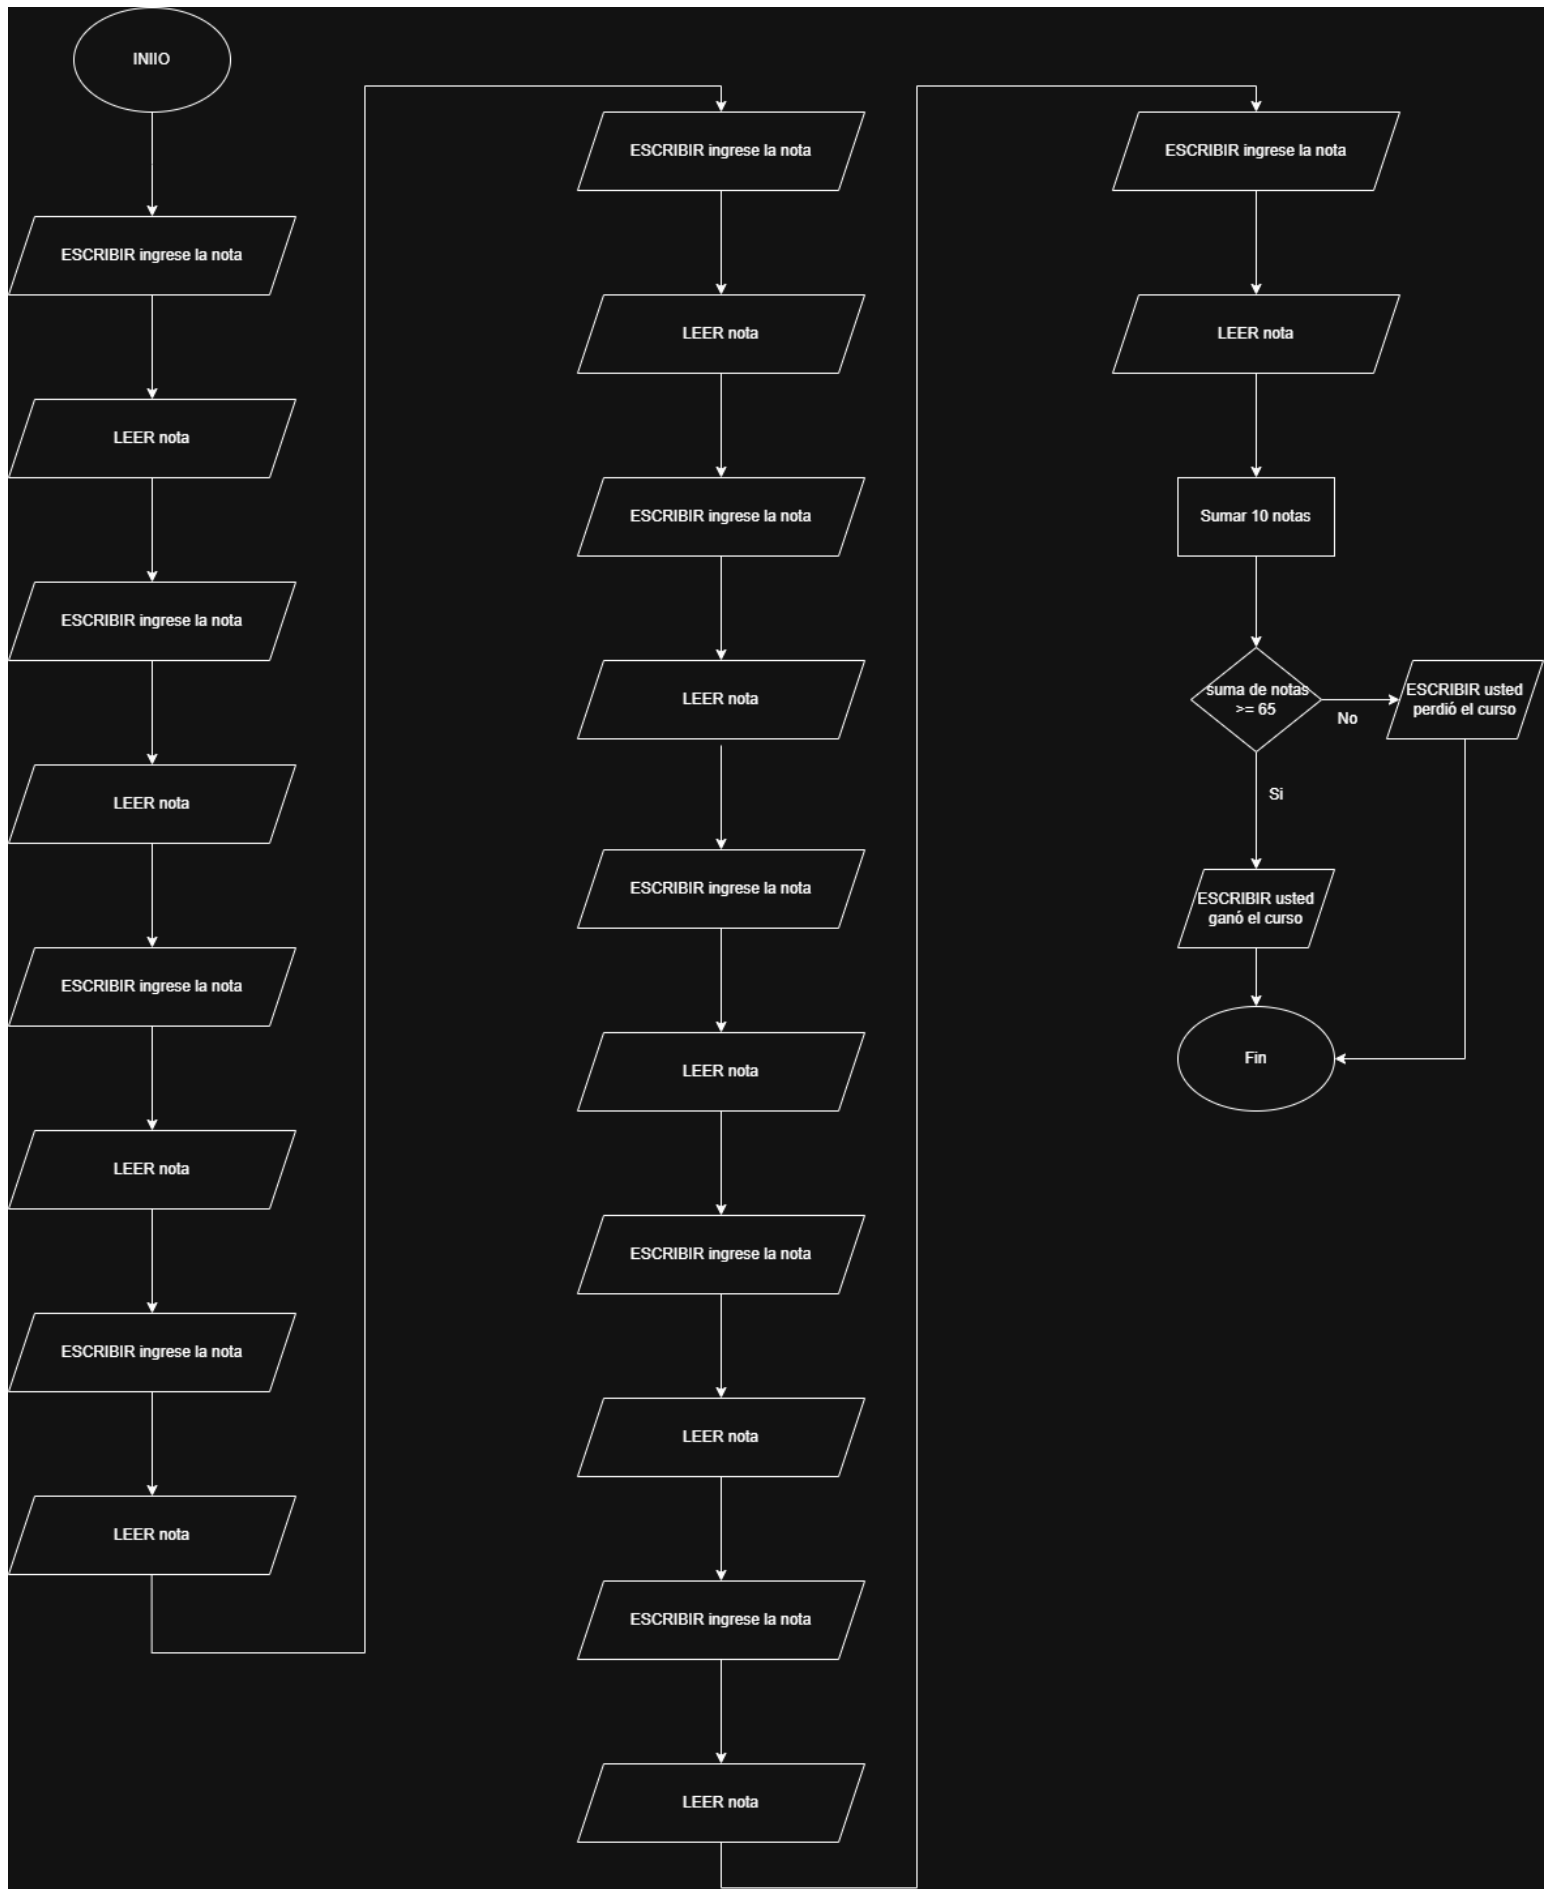 INIIO
ESCRIBIR ingrese la nota
LEER nota
ESCRIBIR ingrese la nota
LEER nota
ESCRIBIR ingrese la nota
LEER nota
ESCRIBIR ingrese la nota
LEER nota
ESCRIBIR ingrese la nota
LEER nota
ESCRIBIR ingrese la nota
LEER nota
ESCRIBIR ingrese la nota
LEER nota
ESCRIBIR ingrese la nota
LEER nota
ESCRIBIR ingrese la nota
LEER nota
ESCRIBIR ingrese la nota
LEER nota
Sumar 10 notas
suma de notas
>= 65
No
ESCRIBIR usted
perdió el curso
Si
ESCRIBIR usted
ganó el curso
Fin